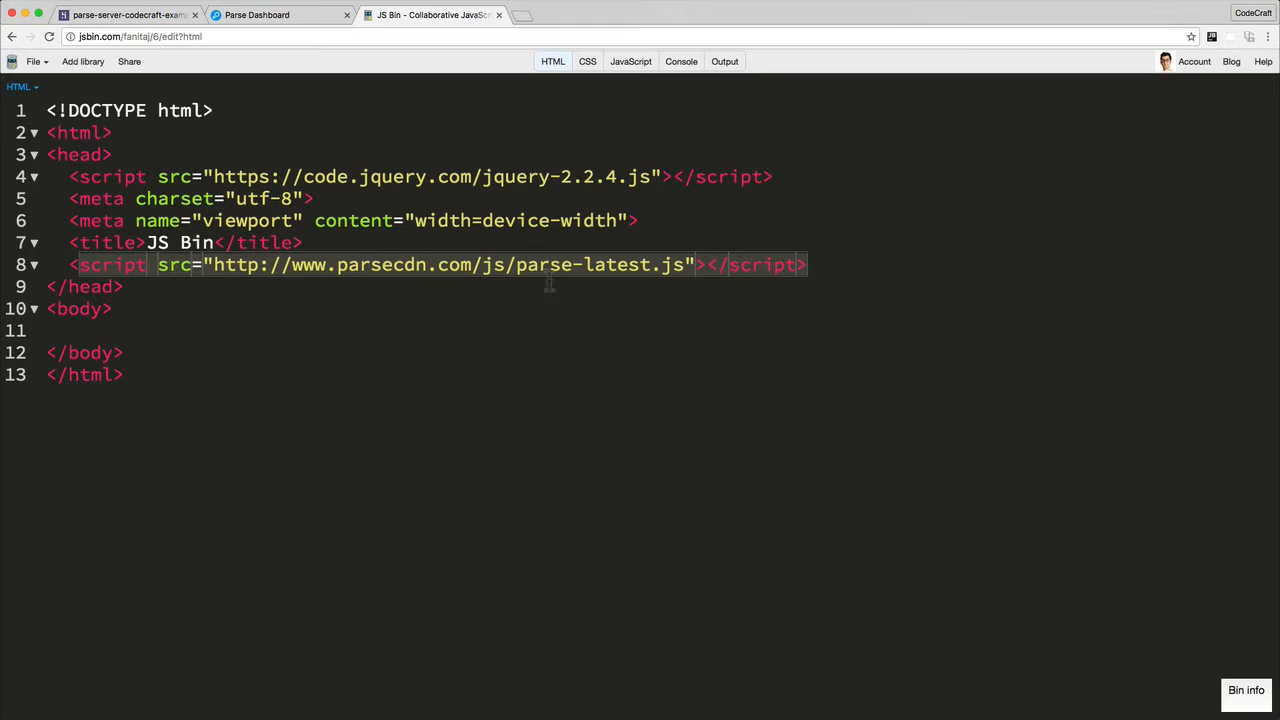 parse-server-codecraft-exam
Parse Dashboard
JS Bin - Collaborative JavaScr
CodeCraft
jsbin.com/fanitaj/6/edit?html
File
Add library
Share
HTML
CSS
JavaScript
Console
Output
Account
Blog
Help
HTML
1 <!DOCTYPE html>
2 <html>
3 <head>
4 <script src="https://code.jquery.com/jquery-2.2.4.js"></script>
5 <meta charset="utf-8">
6 <meta name="viewport" content="width=device-width">
7 <title>JS Bin</title>
8 <script src="http://www.parsecdn.com/js/parse-latest.js"></script>
9 </head>
10 <body>
11
12 </body>
13 </html>
Bin info